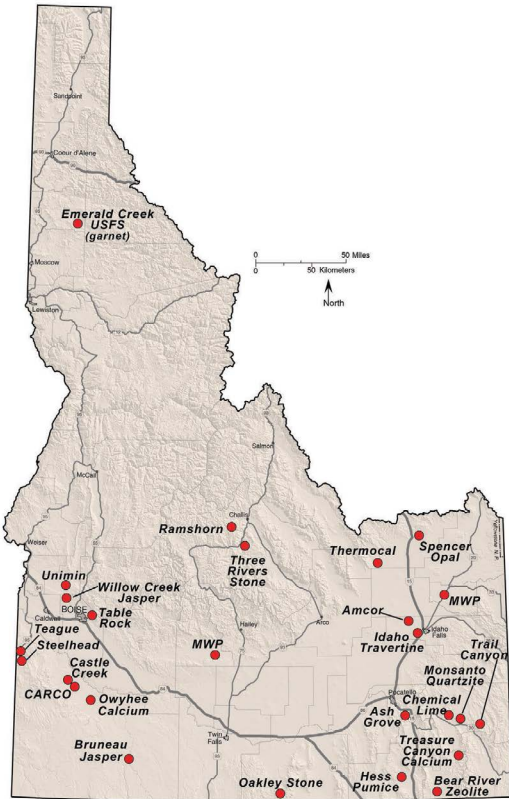 Sandpoint
Coeur d'Alene
Emerald Creek
USFS
(garnet)
Moscow
Lewiston
0 50 Miles
0 50 Kilometers
North
Salmon
McCall
Challis
Ramshorn
Three
Rivers
Stone
Weiser
Thermocal
Spencer
Opal
Unimin
Willow Creek
Jasper
BOISE
Caldwell
Table
Rock
Teague
Steelhead
Castle
Creek
CARCO
Owyhee
Calcium
Hailey
Arco
MWP
Amcor
MWP
Idaho
Falls
Idaho
Travertine
Trail
Canyon
Monsanto
Quartzite
Pocatello
Chemical
Lime
Ash
Grove
Twin
Falls
Bruneau
Jasper
Treasure
Canyon
Calcium
Oakley Stone
Hess
Pumice
Bear River
Zeolite